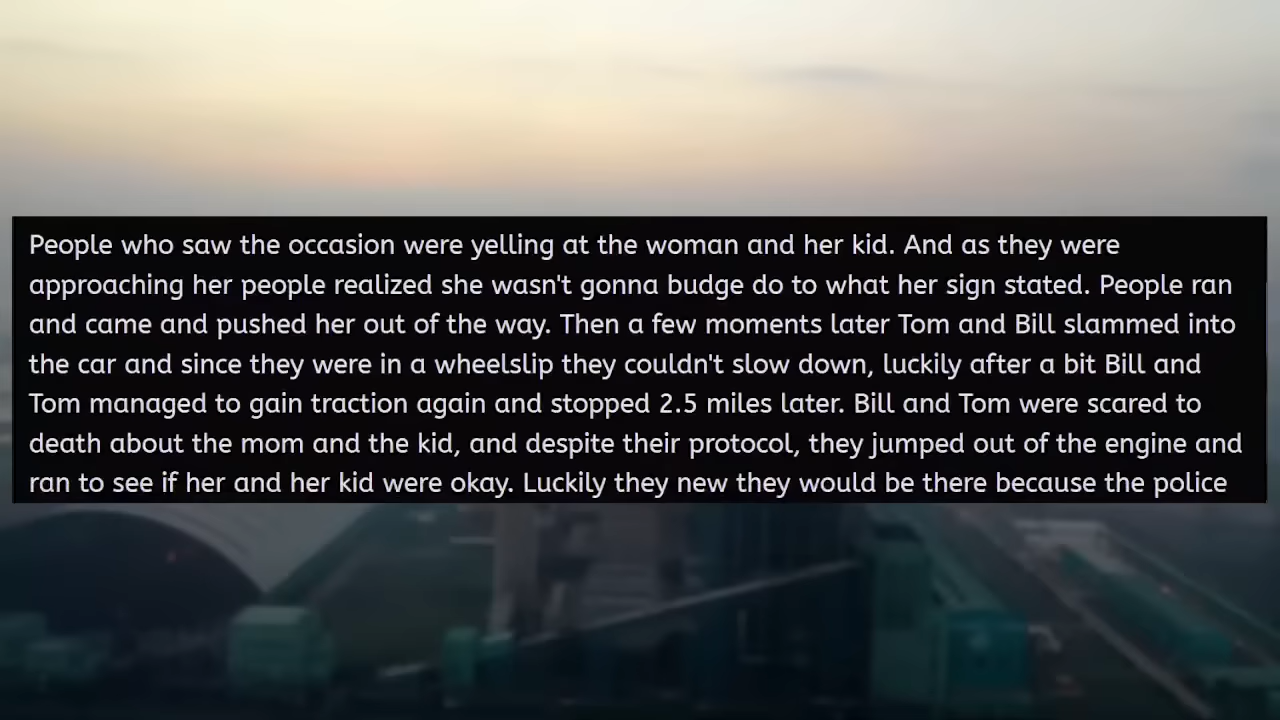 People who saw the occasion were yelling at the woman and her kid. And as they were
approaching her people realized she wasn't gonna budge do to what her sign stated. People ran
and came and pushed her out of the way. Then a few moments later Tom and Bill slammed into
the car and since they were in a wheelslip they couldn't slow down, luckily after a bit Bill and
Tom managed to gain traction again and stopped 2.5 miles later. Bill and Tom were scared to
death about the mom and the kid, and despite their protocol, they jumped out of the engine and
ran to see if her and her kid were okay. Luckily they new they would be there because the police